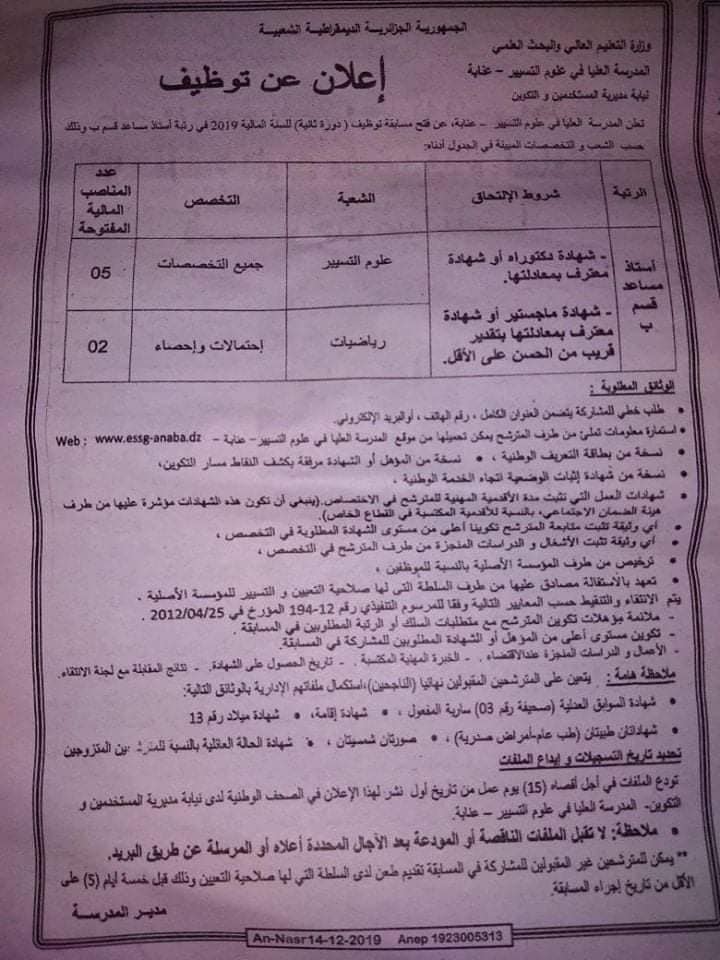 الجمهورية الجزائرية الديمقراطية الشعبية
وزارة التعليم العالي والبحث العلمي
المدرسة العليا في علوم التسيير – عنابة
نيابة مديرية المستخدمين و التكوين
إعلان عن توظيف
تعلن المدرسة العليا في علوم التسيير – عنابة، عن فتح مسابقة توظيف ( دورة ثانية) للسنة المالية 2019 في رتبة أستاذ مساعد قسم ب وذلك
حسب الشعب و التخصصات المبينة في الجدول أدناه:
الرتبة
شروط الإلتحاق
الشعبة
التخصص
عدد
المناصب
المالية
المفتوحة
أستاذ
مساعد
قسم
ب
- شهادة دكتوراه أو شهادة
معترف بمعادلتها.
- شهادة ماجستير أو شهادة
معترف بمعادلتها بتقدير
قريب من الحسن على الأقل.
علوم التسيير
جميع التخصصات
05
رياضيات
إحتمالات وإحصاء
02
الوثائق المطلوبة :
• طلب خطي للمشاركة يتضمن العنوان الكامل ، رقم الهاتف ، أوالبريد الإلكتروني.
• استمارة معلومات تملئ من طرف المترشح يمكن تحميلها من موقع المدرسة العليا في علوم التسيير– عنابة – Web ; www.essg-anaba.dz
• نسخة من بطاقة التعريف الوطنية ، • نسخة من المؤهل أو الشهادة مرفقة بكشف النقاط مسار التكوين،
• نسخة من شهادة إثبات الوضعية اتجاه الخدمة الوطنية ،
• شهادات العمل التي تثبت مدة الأقدمية المهنية للمترشح في الاختصاص.(ينبغي أن تكون هذه الشهادات مؤشرة عليها من طرف
هيئة الضمان الاجتماعي، بالنسبة للأقدمية المكتسبة في القطاع الخاص).
• أي وثيقة تثبت متابعة المترشح تكوينا أعلى من مستوى الشهادة المطلوبة في التخصص ،
• أي وثيقة تثبت الأشغال و الدراسات المنجزة من طرف المترشح في التخصص ،
• ترخيص من طرف المؤسسة الأصلية بالنسبة للموظفين ،
• تعهد بالاستقالة مصادق عليها من طرف السلطة التي لها صلاحية التعيين و التسيير للمؤسسة الأصلية .
يتم الانتقاء والتنقيط حسب المعايير التالية وفقا للمرسوم التنفيذي رقم 12-194 المؤرخ في 2012/04/25
- ملائمة مؤهلات تكوين المترشح مع متطلبات السلك أو الرتبة المطلوبين في المسابقة .
- تكوين مستوى أعلى من المؤهل أو الشهادة المطلوبين للمشاركة في المسابقة.
- الأعمال و الدراسات المنجزة عندالاقتضاء . - الخبرة المهنية المكتسبة . - تاريخ الحصول على الشهادة. - نتائج المقابلة مع لجنة الانتقاء.
ملاحظة هامة : يتعين على المترشحين المقبولين نهائيا (الناجحين)،استكمال ملفاتهم الإدارية بالوثائق التالية:
• شهادة السوابق العدلية (صحيفة رقم 03) سارية المفعول ، • شهادة إقامة، • شهادة ميلاد رقم 13
• شهادتان طبيتان (طب عام-أمراض صدرية) ، • صورتان شمسيتان ، • شهادة الحالة العائلية بالنسبة المتزوجين
تحديد تاريخ التسجيلات و إيداع الملفات
تودع الملفات في أجل أقصاه (15) يوم عمل من تاريخ أول نشر لهذا الإعلان في الصحف الوطنية لدى نيابة مديرية المستخدمين و
التكوين- المدرسة العليا في علوم التسيير – عنابة.
• ملاحظة: لا تقبل الملفات الناقصة أو المودعة بعد الآجال المحددة أعلاه أو المرسلة عن طريق البريد.
** يمكن للمترشحين غير المقبولين للمشاركة في المسابقة تقديم طعن لدى السلطة التي لها صلاحية التعيين وذلك قبل خمسة أيام (5) على
الأقل من تاريخ إجراء المسابقة.
مدير المدرسة
An-Nasr14-12-2019 Anep 1923005313